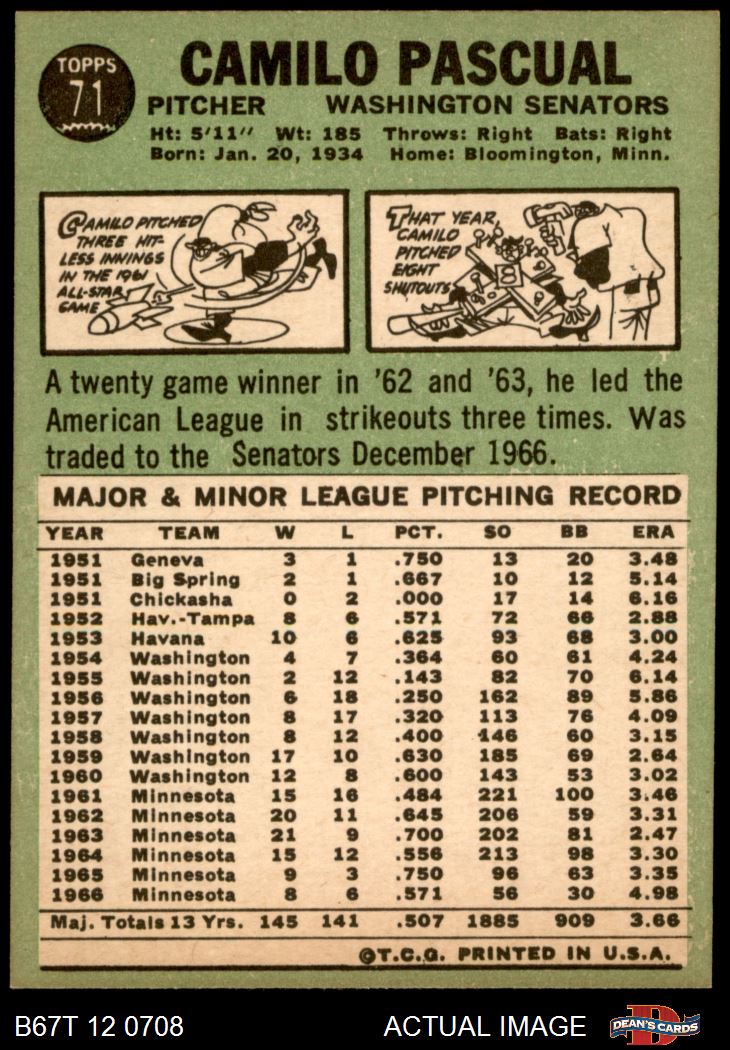 TOPPS
71
CAMILO PASCUAL
PITCHER WASHINGTON SENATORS
Ht: 5'11" Wt: 185 Throws: Right Bats: Right
Born: Jan. 20, 1934 Home: Bloomington, Minn.
CAMILO PITCHED
THREE HIT-
LESS INNINGS
IN THE 1961
ALL-STAR
GAME
THAT YEAR,
CAMILO
PITCHED
EIGHT
SHUTOUTS
A twenty game winner in '62 and '63, he led the
American League in strikeouts three times. Was
traded to the Senators December 1966.
MAJOR & MINOR LEAGUE PITCHING RECORD
YEAR TEAM W L PCT. SO BB ERA
1951 Geneva 3 1 .750 13 20 3.48
1951 Big Spring 2 1 .667 10 12 5.14
1951 Chickasha 0 2 .000 17 14 6.16
1952 Hav.-Tampa 8 6 .571 72 66 2.88
1953 Havana 10 6 .625 93 68 3.00
1954 Washington 4 7 .364 60 61 4.24
1955 Washington 2 12 .143 82 70 6.14
1956 Washington 6 18 .250 162 89 5.86
1957 Washington 8 17 .320 113 76 4.09
1958 Washington 8 12 .400 146 60 3.15
1959 Washington 17 10 .630 185 69 2.64
1960 Washington 12 8 .600 143 53 3.02
1961 Minnesota 15 16 .484 221 100 3.46
1962 Minnesota 20 11 .645 206 59 3.31
1963 Minnesota 21 9 .700 202 81 2.47
1964 Minnesota 15 12 .556 213 98 3.30
1965 Minnesota 9 3 .750 96 63 3.35
1966 Minnesota 8 6 .571 56 30 4.98
Maj. Totals 13 Yrs. 145 141 .507 1885 909 3.66
©T.C.G. PRINTED IN U.S.A.
B67T 12 0708 ACTUAL IMAGE
DEAN'S CARDS